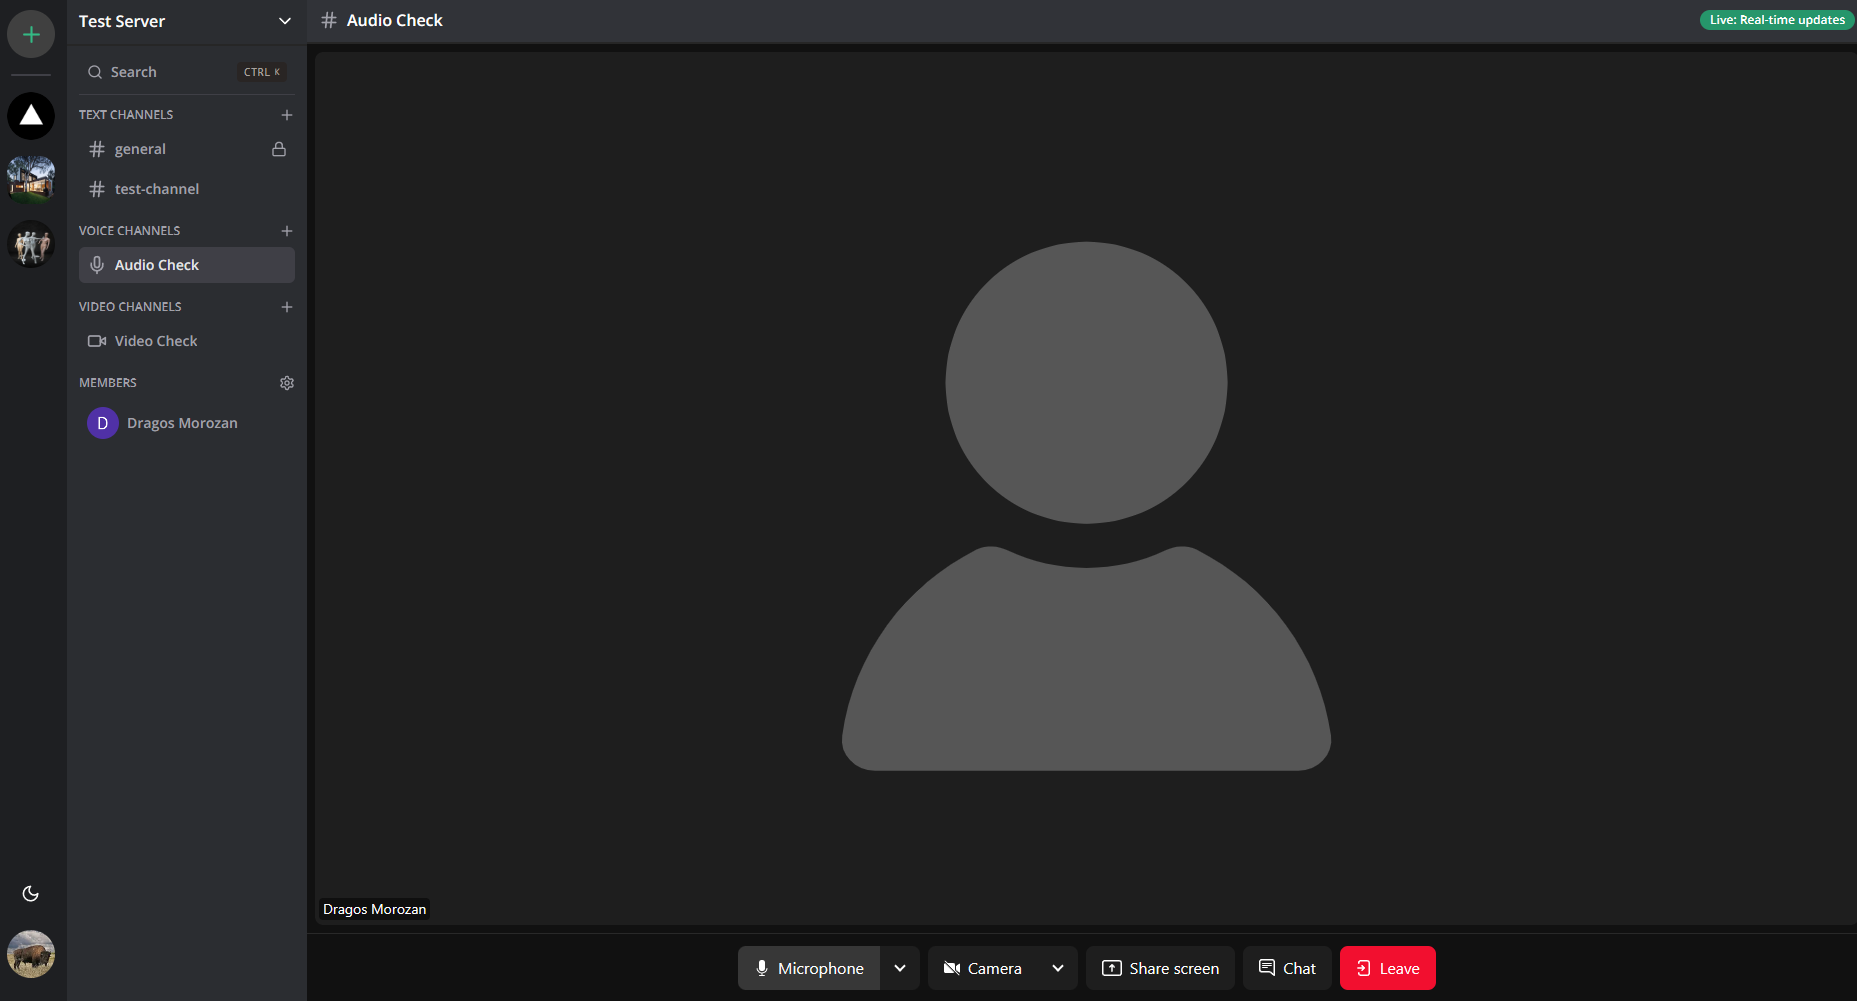 Test Server
Search
CTRL K
TEXT CHANNELS
general
test-channel
VOICE CHANNELS
Audio Check
VIDEO CHANNELS
Video Check
MEMBERS
D
Dragos Morozan
Audio Check
Live: Real-time updates
Dragos Morozan
Microphone
Camera
Share screen
Chat
Leave